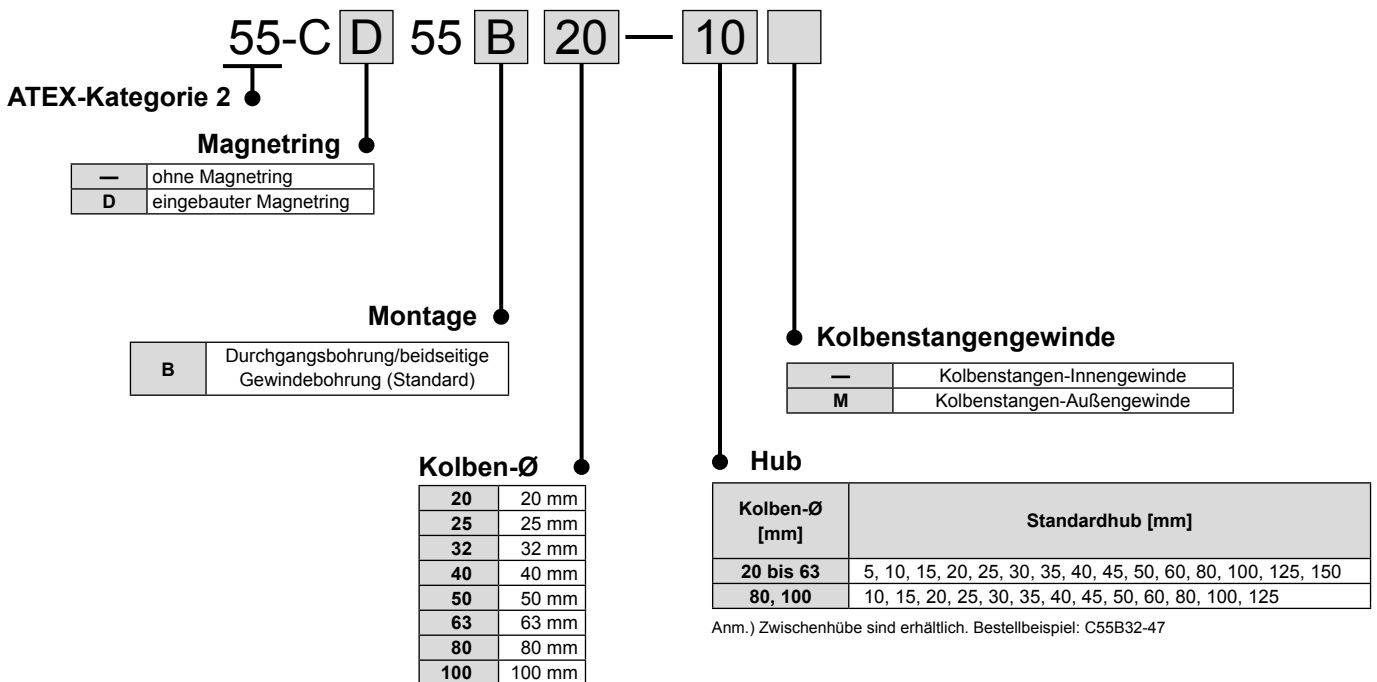 55-C D 55 B 20 — 10
ATEX-Kategorie 2
Magnetring
— ohne Magnetring
D eingebauter Magnetring
Montage
B Durchgangsbohrung/beidseitige
Gewindebohrung (Standard)
Kolbenstangengewinde
— Kolbenstangen-Innengewinde
M Kolbenstangen-Außengewinde
Kolben-Ø
20 20 mm
25 25 mm
32 32 mm
40 40 mm
50 50 mm
63 63 mm
80 80 mm
100 100 mm
Hub
Kolben-Ø
[mm]
Standardhub [mm]
20 bis 63 5, 10, 15, 20, 25, 30, 35, 40, 45, 50, 60, 80, 100, 125, 150
80, 100 10, 15, 20, 25, 30, 35, 40, 45, 50, 60, 80, 100, 125
Anm.) Zwischenhübe sind erhältlich. Bestellbeispiel: C55B32-47